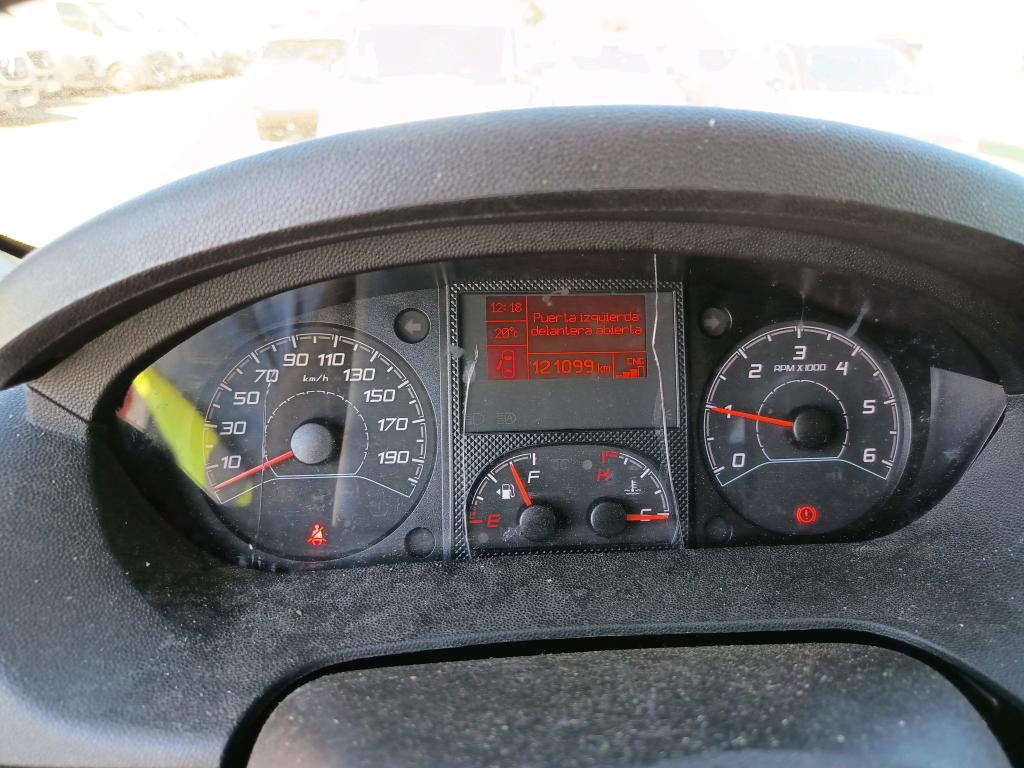 12:18
20°c
Puerta izquierda
delantera abierta
121099 km
CNG
10
30
50
70
90
110
130
150
170
190
km/h
0
1
2
3
4
5
6
RPM X 1000
E
F
H
C